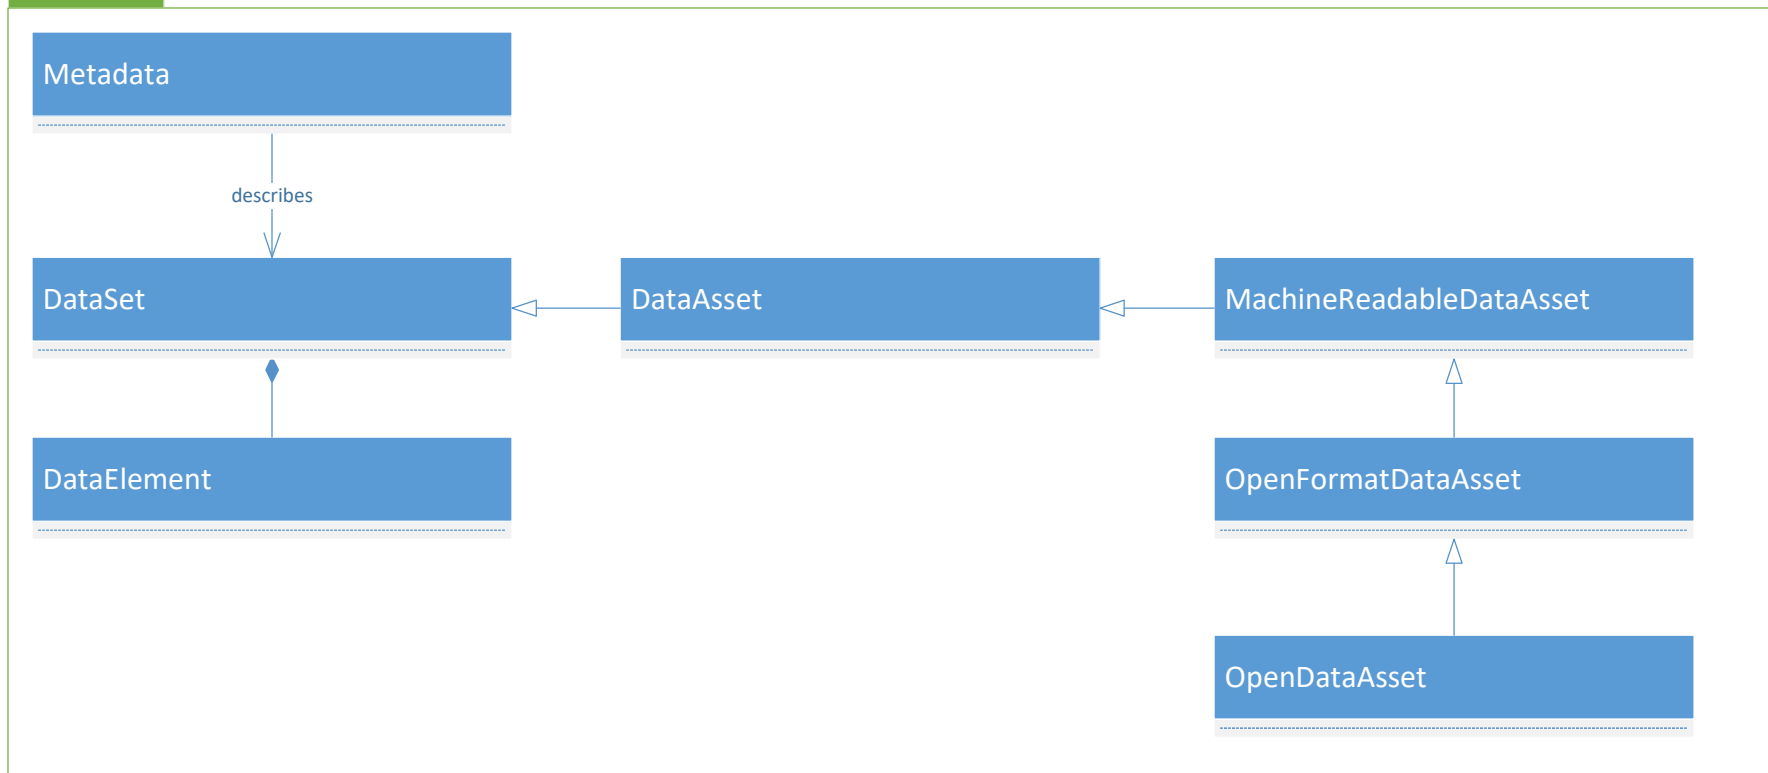 Metadata
describes
DataSet
DataAsset
MachineReadableDataAsset
DataElement
OpenFormatDataAsset
OpenDataAsset